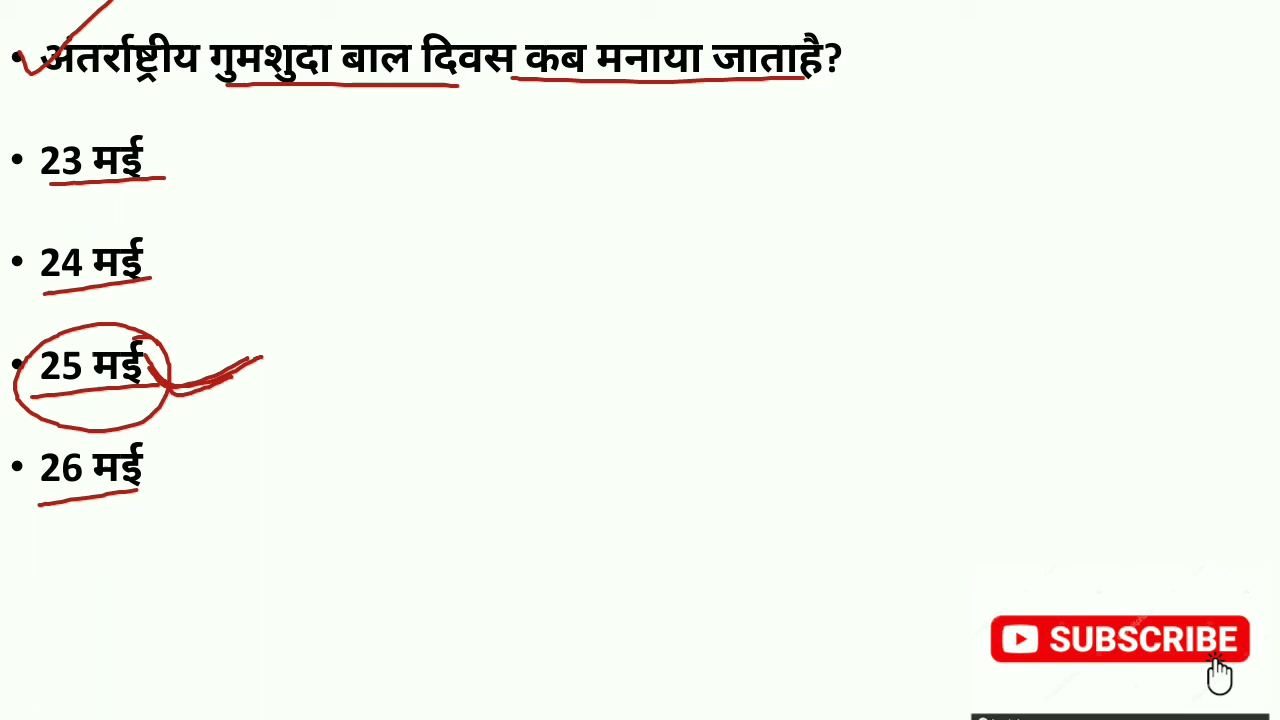 • अंतर्राष्ट्रीय गुमशुदा बाल दिवस कब मनाया जाताहै?
• 23 मई
• 24 मई
• 25 मई
• 26 मई
SUBSCRIBE